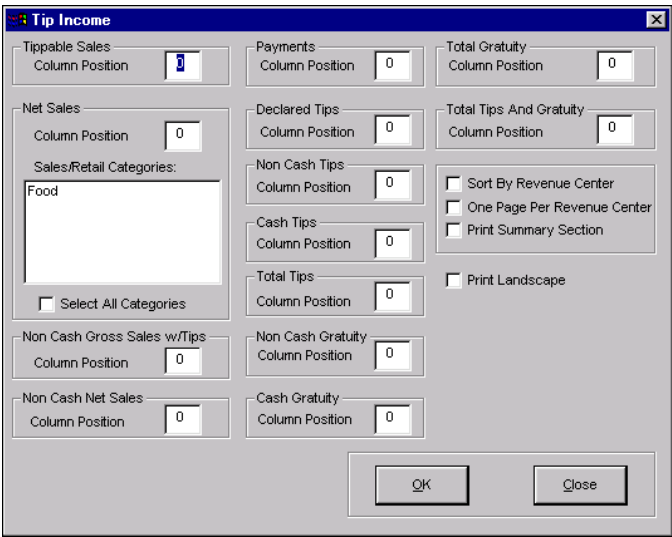 Tip Income
Tippable Sales
Column Position 0
Net Sales
Column Position 0
Sales/Retail Categories:
Food
Select All Categories
Non Cash Gross Sales w/Tips
Column Position 0
Non Cash Net Sales
Column Position 0
Payments
Column Position 0
Declared Tips
Column Position 0
Non Cash Tips
Column Position 0
Cash Tips
Column Position 0
Total Tips
Column Position 0
Non Cash Gratuity
Column Position 0
Cash Gratuity
Column Position 0
Total Gratuity
Column Position 0
Total Tips And Gratuity
Column Position 0
Sort By Revenue Center
One Page Per Revenue Center
Print Summary Section
Print Landscape
OK
Close